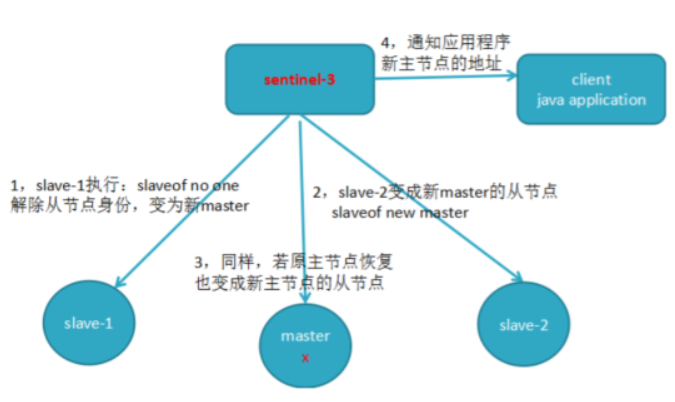 4，通知应用程序
新主节点的地址
sentinel-3
client
java application
1，slave-1执行：slaveof no one
解除从节点身份，变为新master
2，slave-2变成新master的从节点
slaveof new master
3，同样，若原主节点恢复
也变成新主节点的从节点
slave-1
master
x
slave-2